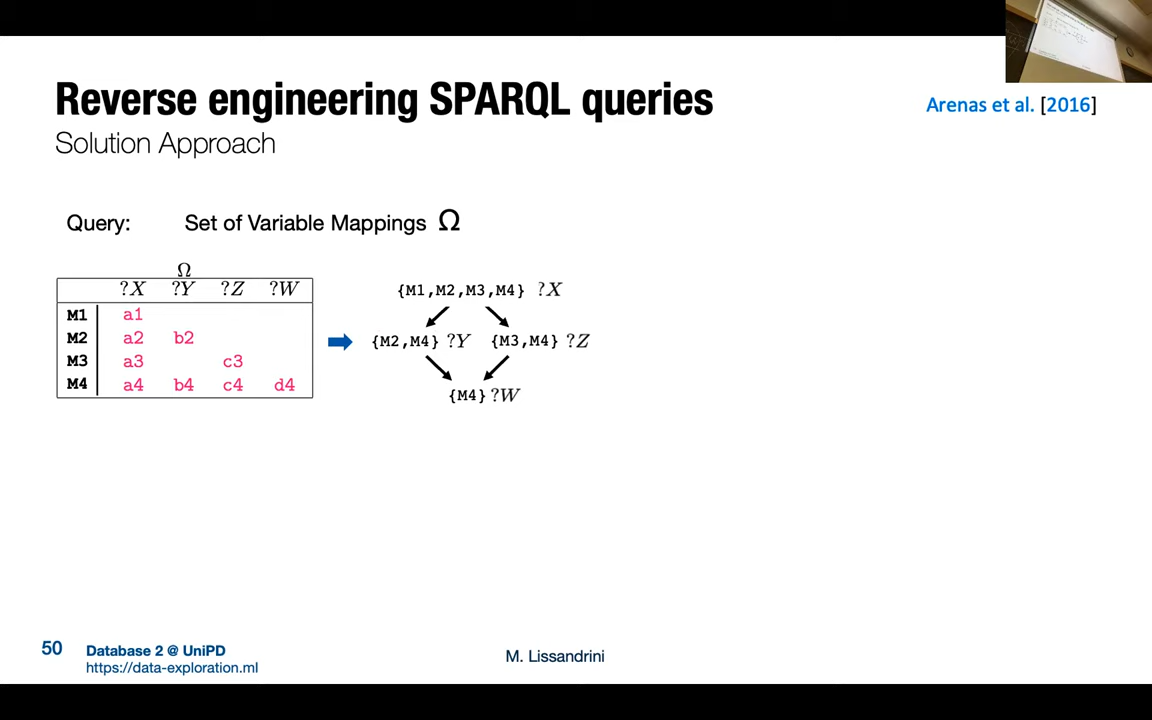 Reverse engineering SPARQL queries
Arenas et al. [2016]
Solution Approach
Query: Set of Variable Mappings Ω
Ω
?X ?Y ?Z ?W
M1 a1
M2 a2 b2
M3 a3 c3
M4 a4 b4 c4 d4
{M1,M2,M3,M4} ?X
{M2,M4} ?Y {M3,M4} ?Z
{M4} ?W
50 Database 2 @ UniPD
https://data-exploration.ml
M. Lissandrini